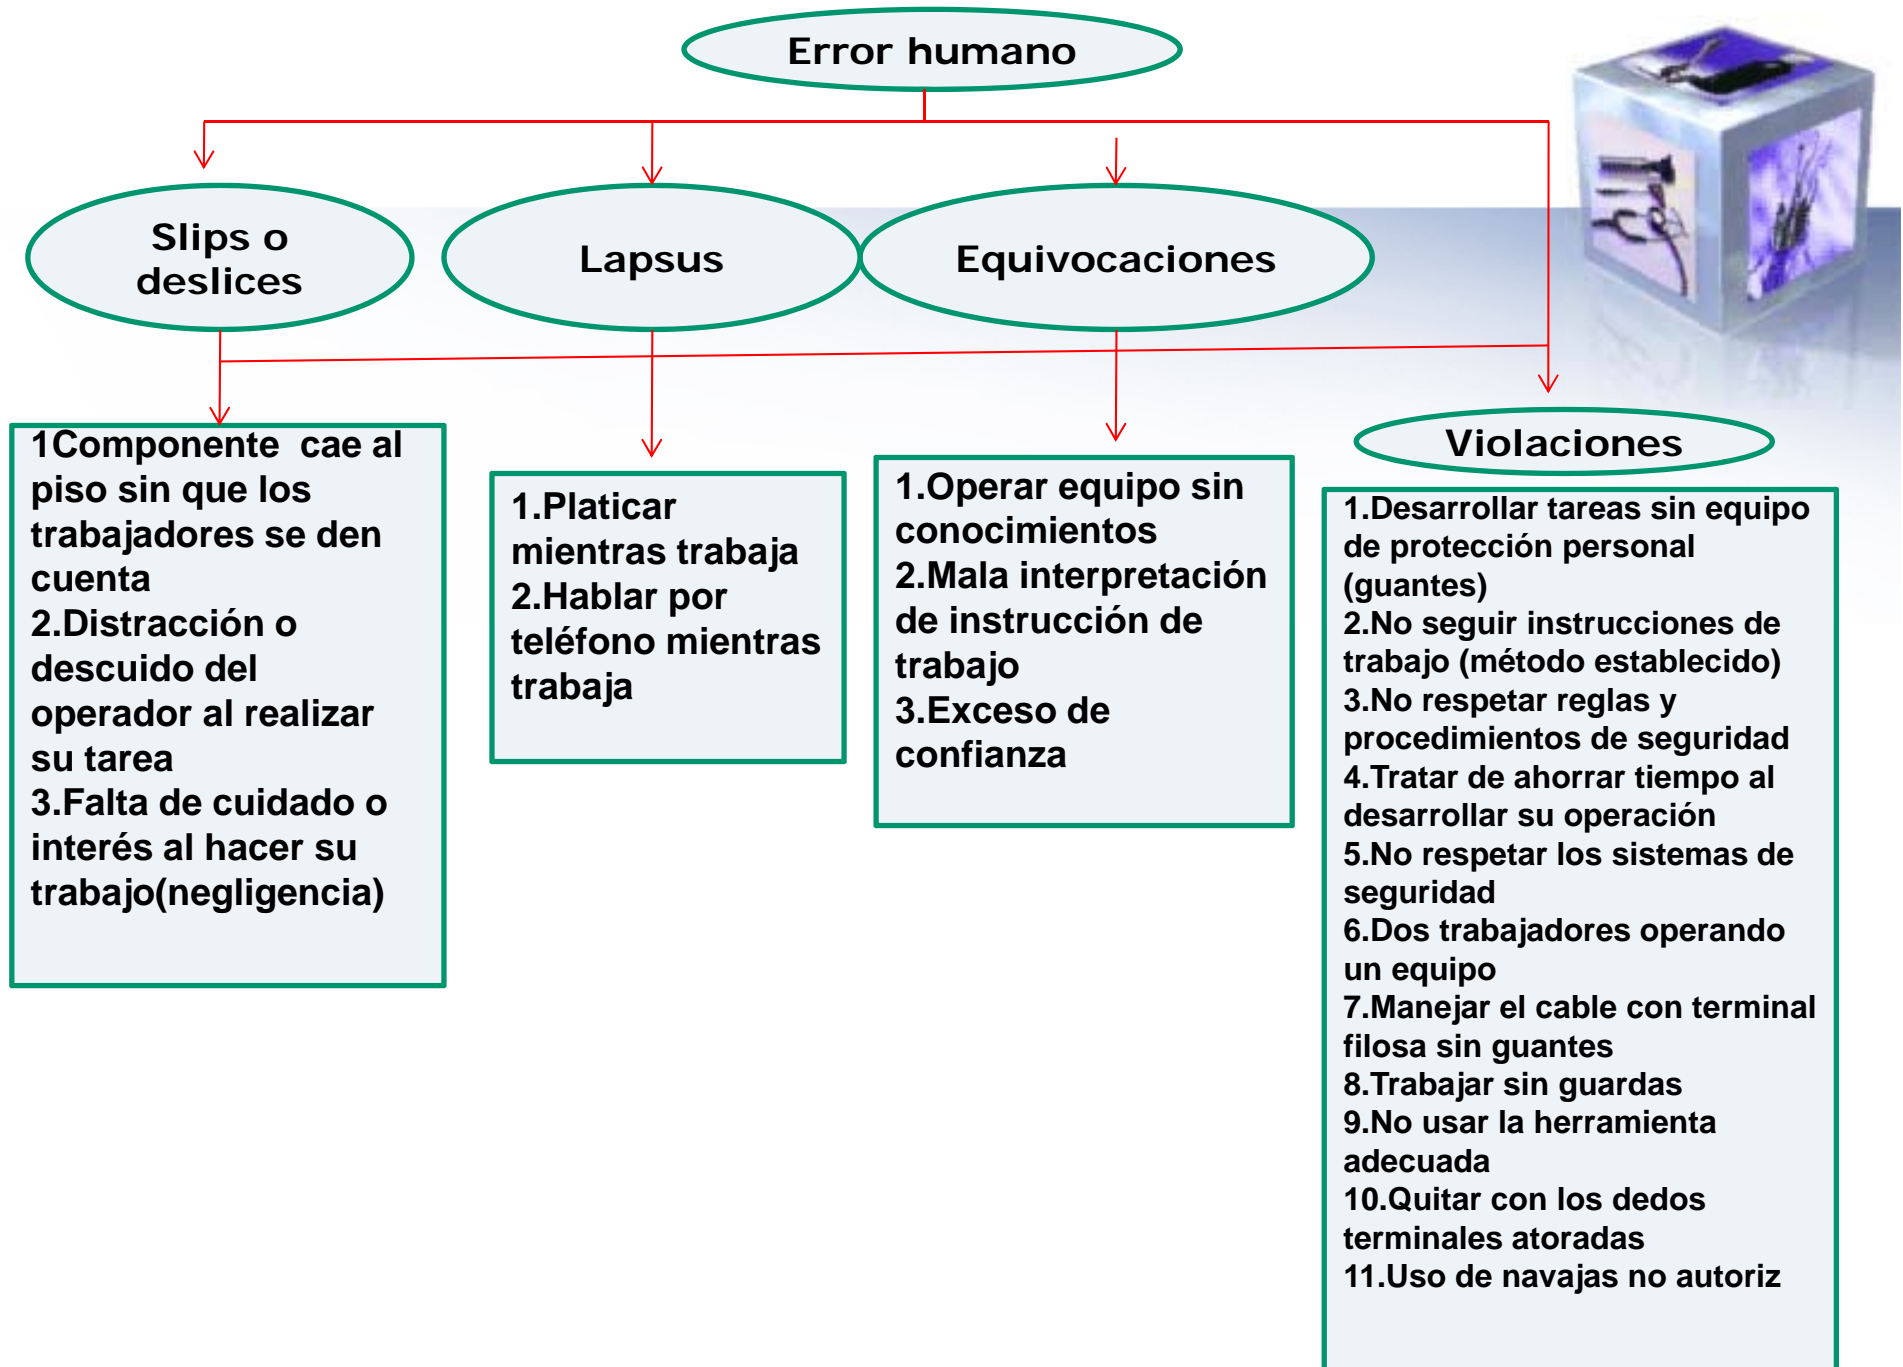 Error humano
Slips o
deslices
Lapsus
Equivocaciones
1Componente cae al
piso sin que los
trabajadores se den
cuenta
2.Distracción o
descuido del
operador al realizar
su tarea
3.Falta de cuidado o
interés al hacer su
trabajo(negligencia)
1.Platicar
mientras trabaja
2.Hablar por
teléfono mientras
trabaja
1.Operar equipo sin
conocimientos
2.Mala interpretación
de instrucción de
trabajo
3.Exceso de
confianza
Violaciones
1.Desarrollar tareas sin equipo
de protección personal
(guantes)
2.No seguir instrucciones de
trabajo (método establecido)
3.No respetar reglas y
procedimientos de seguridad
4.Tratar de ahorrar tiempo al
desarrollar su operación
5.No respetar los sistemas de
seguridad
6.Dos trabajadores operando
un equipo
7.Manejar el cable con terminal
filosa sin guantes
8.Trabajar sin guardas
9.No usar la herramienta
adecuada
10.Quitar con los dedos
terminales atoradas
11.Uso de navajas no autoriz